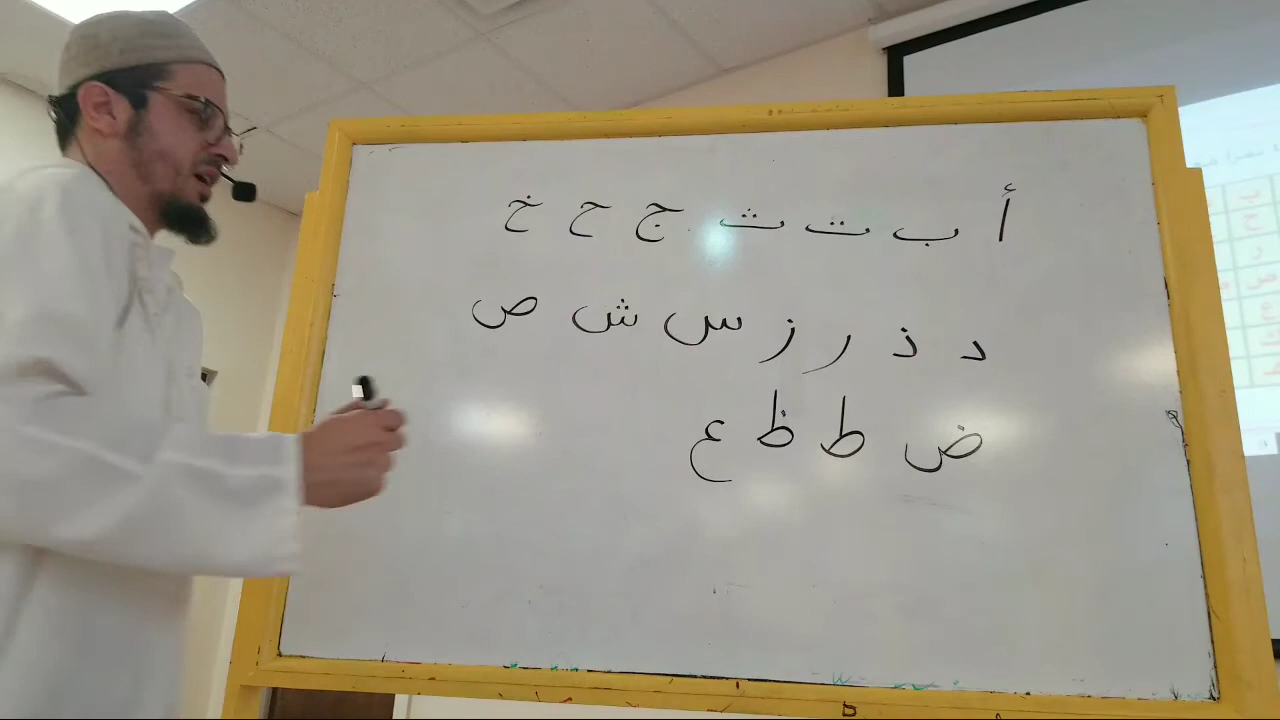 أ ب ت ث ج ح خ
د ذ ر ز س ش ص
ض ط ظ ع